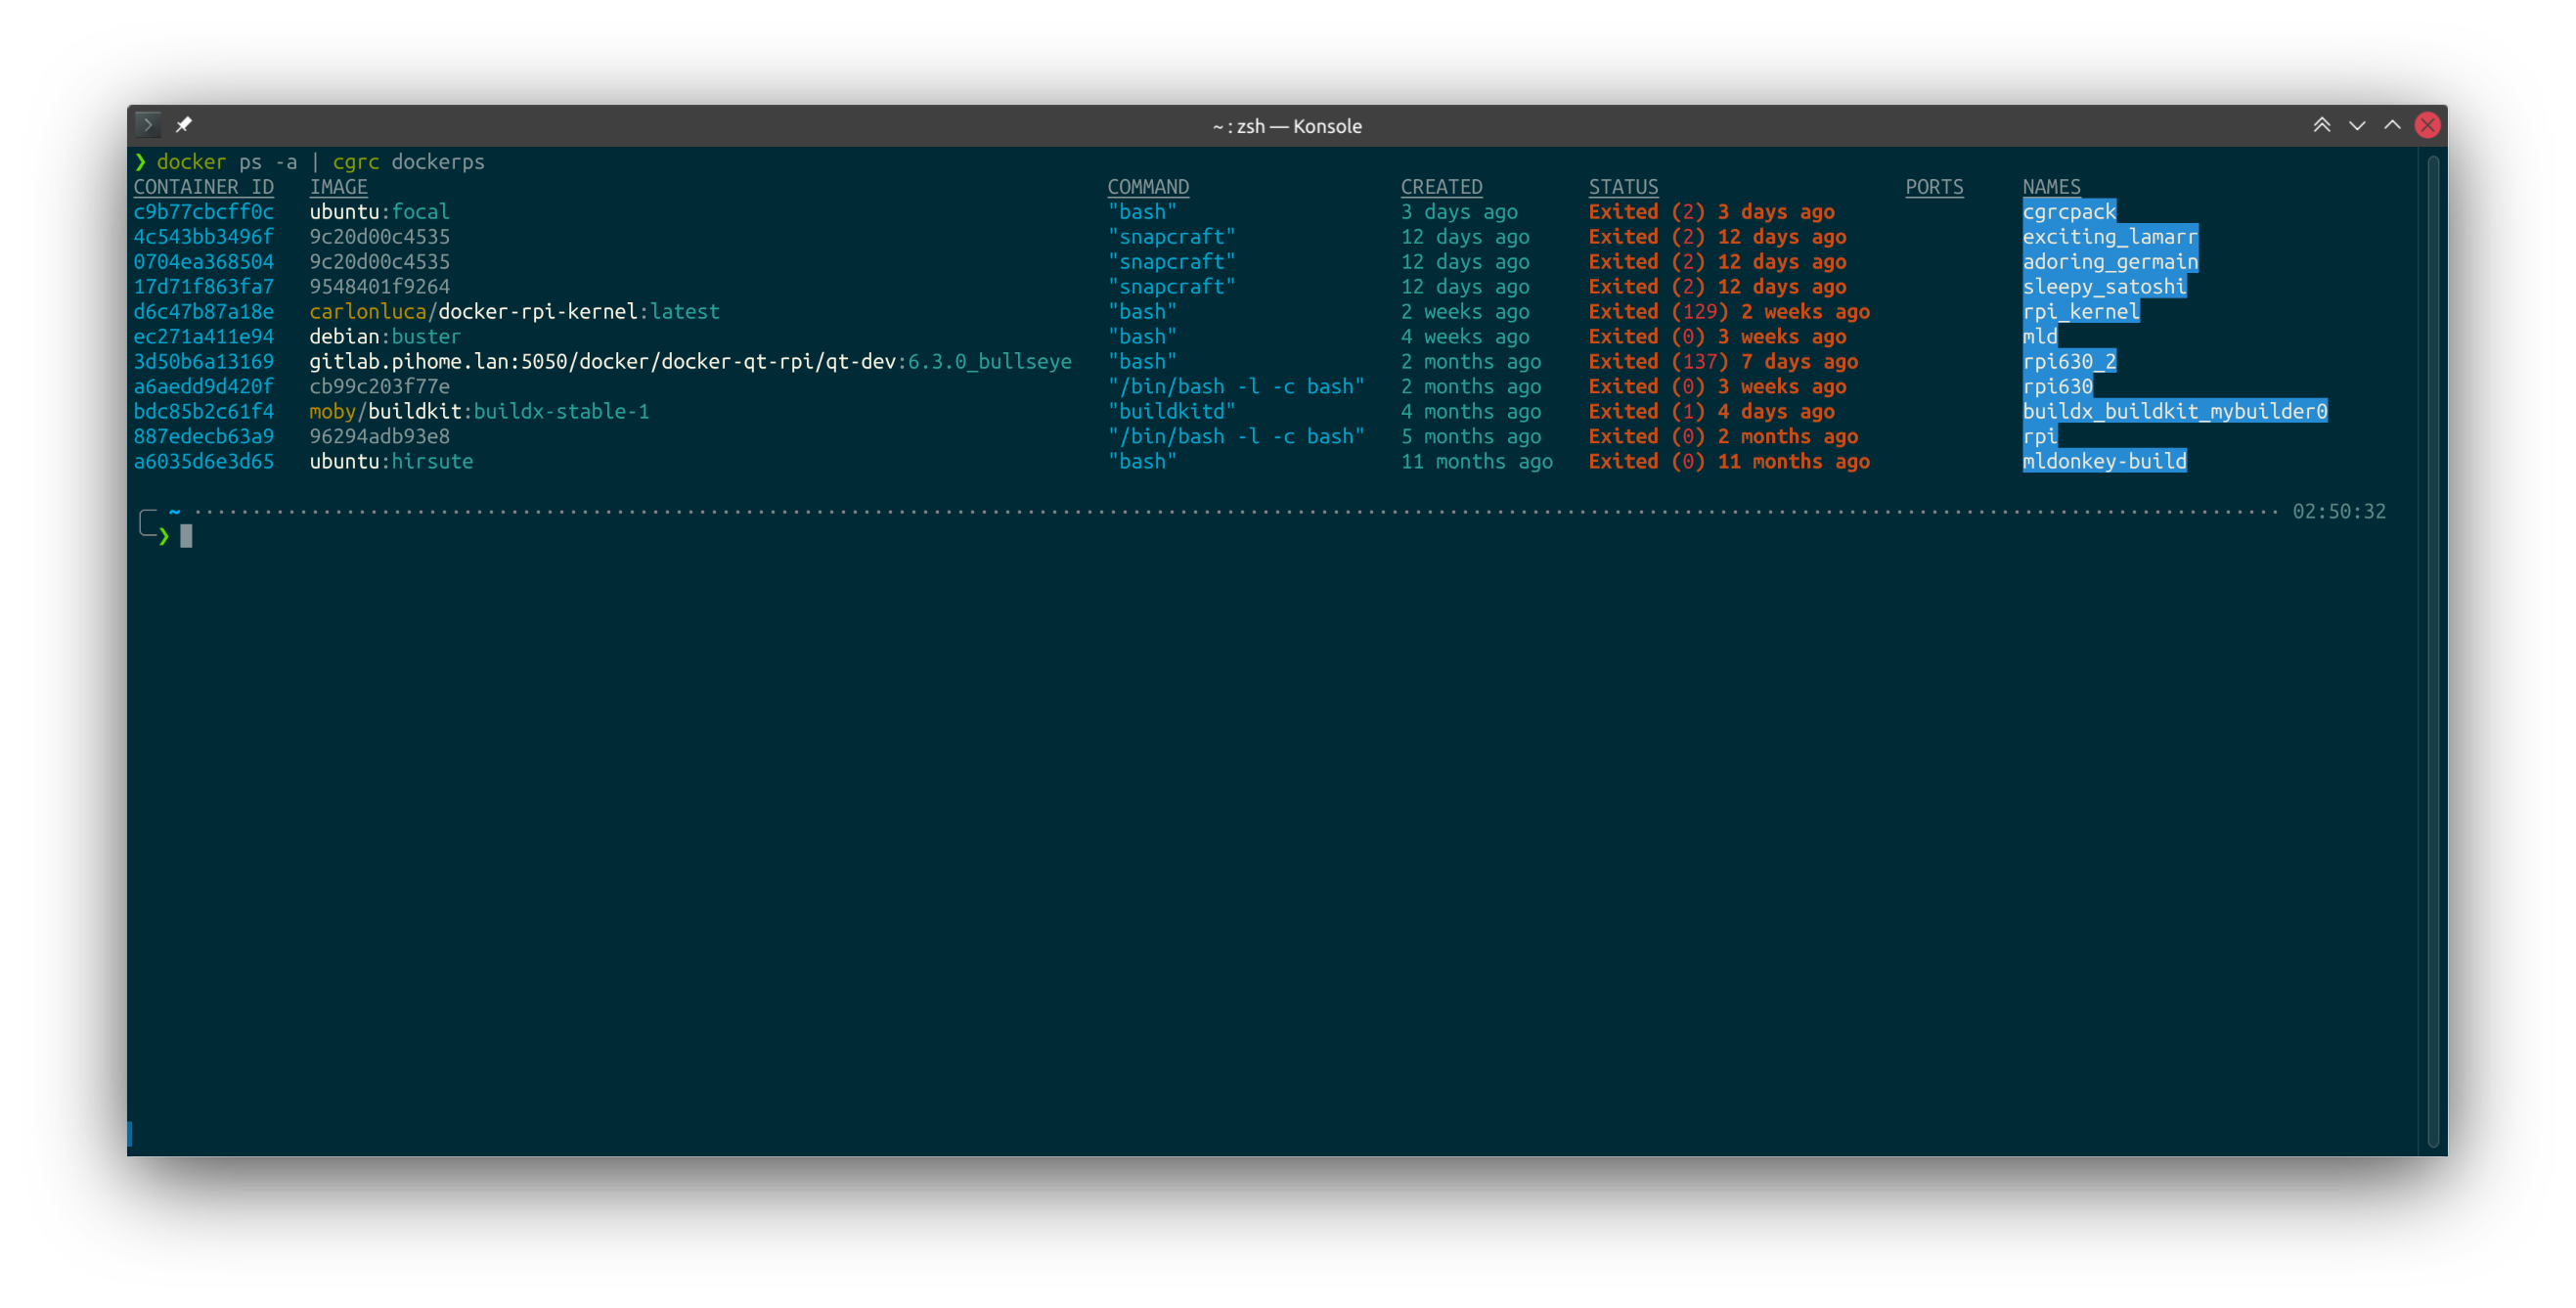 ~ : zsh — Konsole
❯ docker ps -a | cgrc dockerps
CONTAINER ID   IMAGE   COMMAND   CREATED   STATUS   PORTS   NAMES
c9b77cbcff0c   ubuntu:focal   "bash"   3 days ago   Exited (2) 3 days ago   cgrcpack
4c543bb3496f   9c20d00c4535   "snapcraft"   12 days ago   Exited (2) 12 days ago   exciting_lamarr
0704ea368504   9c20d00c4535   "snapcraft"   12 days ago   Exited (2) 12 days ago   adoring_germain
17d71f863fa7   9548401f9264   "snapcraft"   12 days ago   Exited (2) 12 days ago   sleepy_satoshi
d6c47b87a18e   carlonluca/docker-rpi-kernel:latest   "bash"   2 weeks ago   Exited (129) 2 weeks ago   rpi_kernel
ec271a411e94   debian:buster   "bash"   4 weeks ago   Exited (0) 3 weeks ago   mld
3d50b6a13169   gitlab.pihome.lan:5050/docker/docker-qt-rpi/qt-dev:6.3.0_bullseye   "bash"   2 months ago   Exited (137) 7 days ago   rpi630_2
a6aedd9d420f   cb99c203f77e   "/bin/bash -l -c bash"   2 months ago   Exited (0) 3 weeks ago   rpi630
bdc85b2c61f4   moby/buildkit:buildx-stable-1   "buildkitd"   4 months ago   Exited (1) 4 days ago   buildx_buildkit_mybuilder0
887edecb63a9   96294adb93e8   "/bin/bash -l -c bash"   5 months ago   Exited (0) 2 months ago   rpi
a6035d6e3d65   ubuntu:hirsute   "bash"   11 months ago   Exited (0) 11 months ago   mldonkey-build
~ 02:50:32
❯